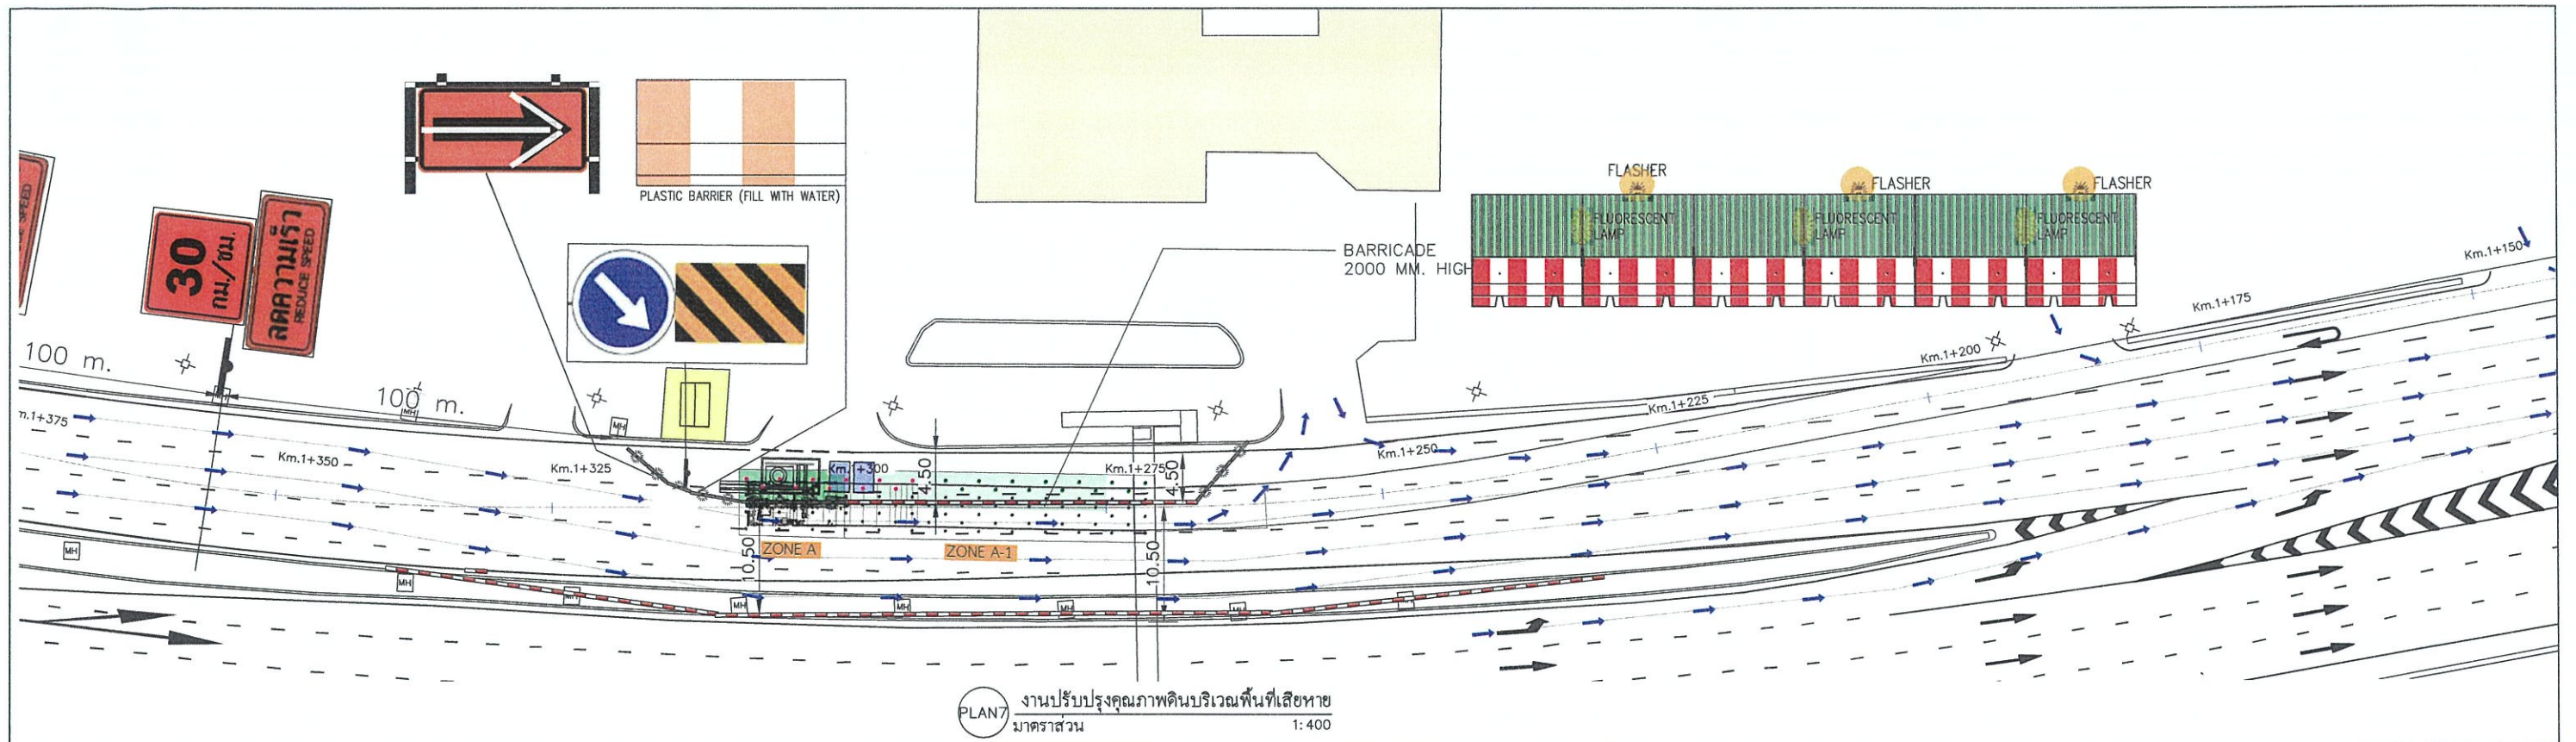 PLASTIC BARRIER (FILL WITH WATER)
FLASHER
FLASHER
FLASHER
FLUORESCENT
LAMP
FLUORESCENT
LAMP
FLUORESCENT
LAMP
BARRICADE
2000 MM. HIGH
30
กม./ชม.
ลดความเร็ว
REDUCE SPEED
100 m.
100 m.
Km.1+350
Km.1+325
Km.1+300
Km.1+275
Km.1+250
Km.1+225
Km.1+200
Km.1+175
Km.1+150
4.50
4.50
10.50
10.50
ZONE A
ZONE A-1
MH
MH
MH
MH
MH
MH
PLAN7
งานปรับปรุงคุณภาพดินบริเวณพื้นที่เสียหาย
มาตราส่วน 1:400